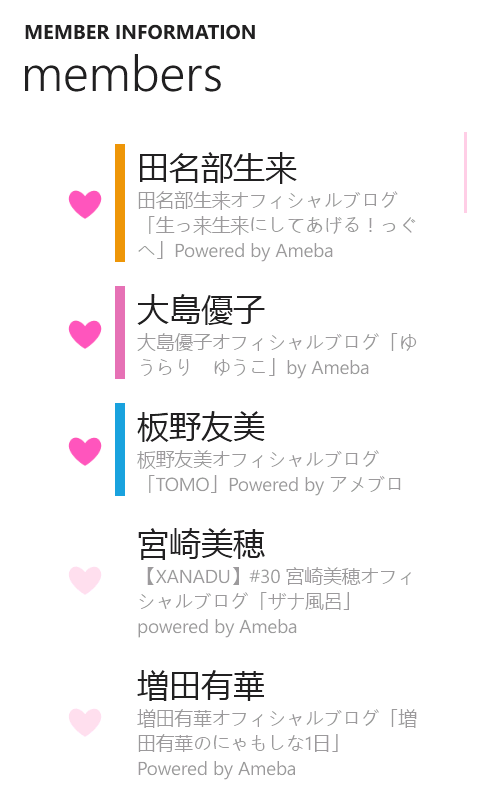 MEMBER INFORMATION
members
田名部生来
田名部生来オフィシャルブログ
「生っ来生来にしてあげる！っぐ
へ」Powered by Ameba
大島優子
大島優子オフィシャルブログ「ゆ
うらり　ゆうこ」by Ameba
板野友美
板野友美オフィシャルブログ
「TOMO」Powered by アメブロ
宮崎美穂
【XANADU】#30 宮崎美穂オフィ
シャルブログ「ザナ風呂」
powered by Ameba
増田有華
増田有華オフィシャルブログ「増
田有華のにゃもしな1日」
Powered by Ameba